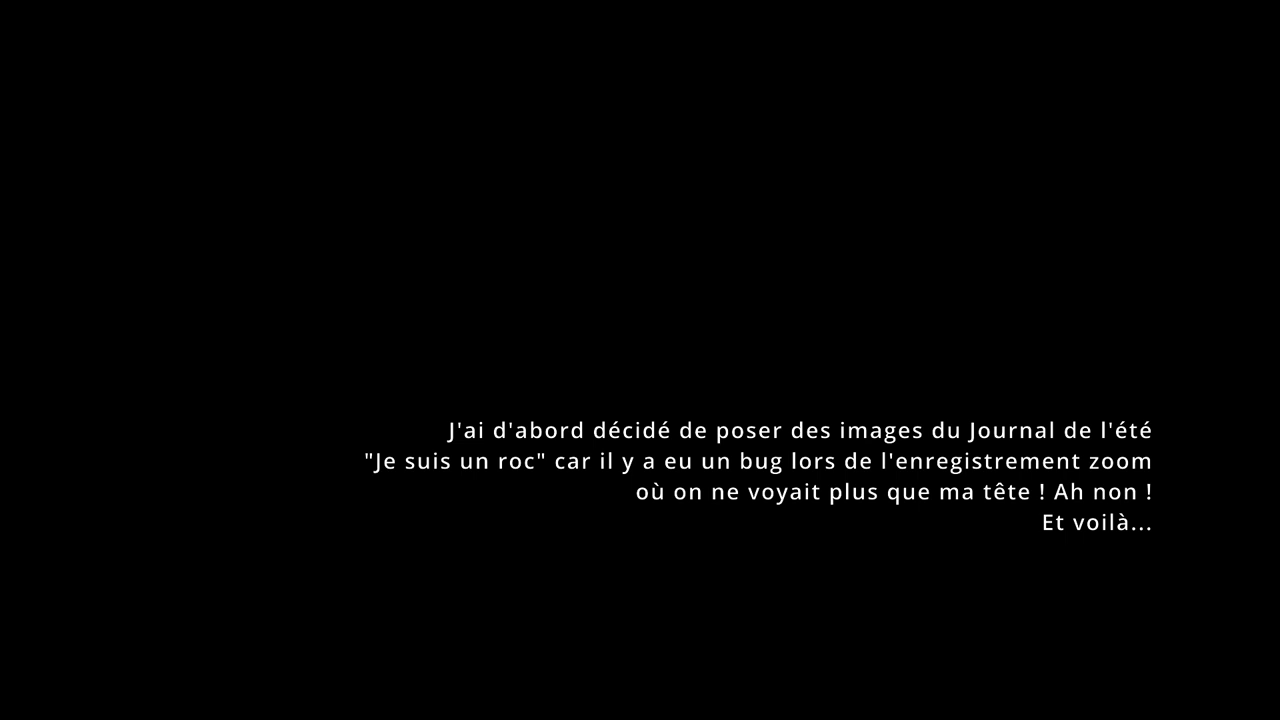 J'ai d'abord décidé de poser des images du Journal de l'été
"Je suis un roc" car il y a eu un bug lors de l'enregistrement zoom
où on ne voyait plus que ma tête ! Ah non !
Et voilà...